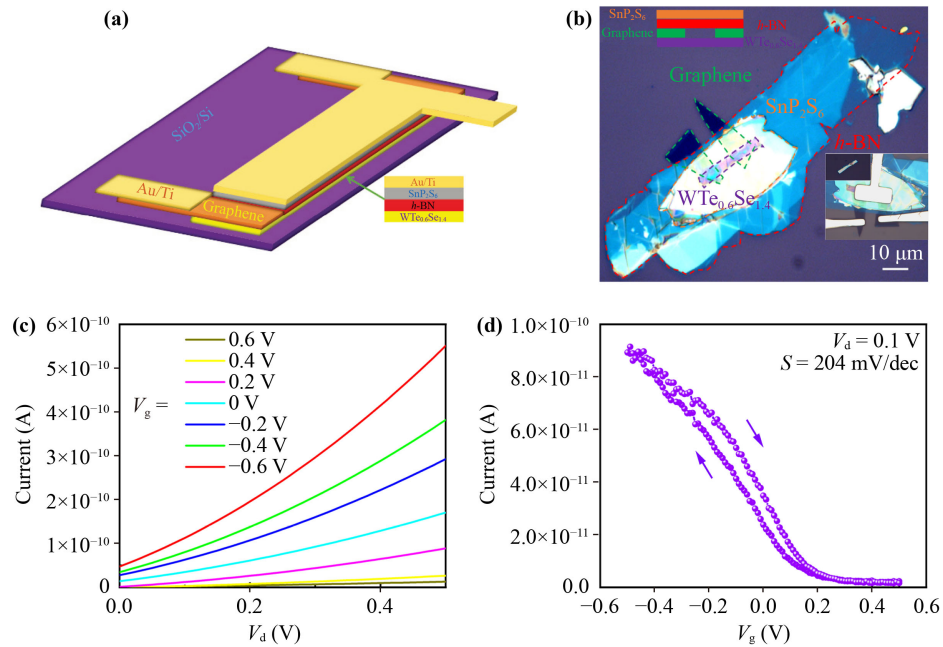 (a)
SiO₂/Si
Au/Ti
Graphene
Au/Ti
SnP₂S₆
h-BN
WTe₀.₆Se₁.₄
(b)
SnP₂S₆
h-BN
Graphene
WTe₀.₆Se₁.₄
Graphene
SnP₂S₆
h-BN
WTe₀.₆Se₁.₄
10 μm
(c)
Current (A)
6×10⁻¹⁰
5×10⁻¹⁰
4×10⁻¹⁰
3×10⁻¹⁰
2×10⁻¹⁰
1×10⁻¹⁰
0
V_g =
0.6 V
0.4 V
0.2 V
0 V
−0.2 V
−0.4 V
−0.6 V
0.0 0.2 0.4
V_d (V)
(d)
V_d = 0.1 V
S = 204 mV/dec
Current (A)
1.0×10⁻¹⁰
8.0×10⁻¹¹
6.0×10⁻¹¹
4.0×10⁻¹¹
2.0×10⁻¹¹
0.0
−0.6 −0.4 −0.2 0.0 0.2 0.4 0.6
V_g (V)